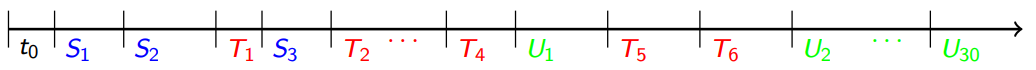 t₀ S₁ S₂ T₁ S₃ T₂ ··· T₄ U₁ T₅ T₆ U₂ ··· U₃₀